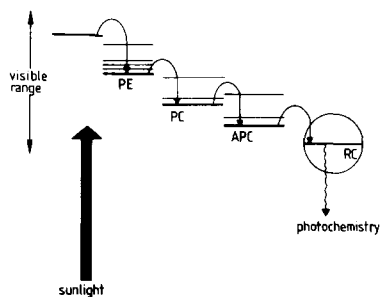 visible
range
PE
PC
APC
RC
photochemistry
sunlight